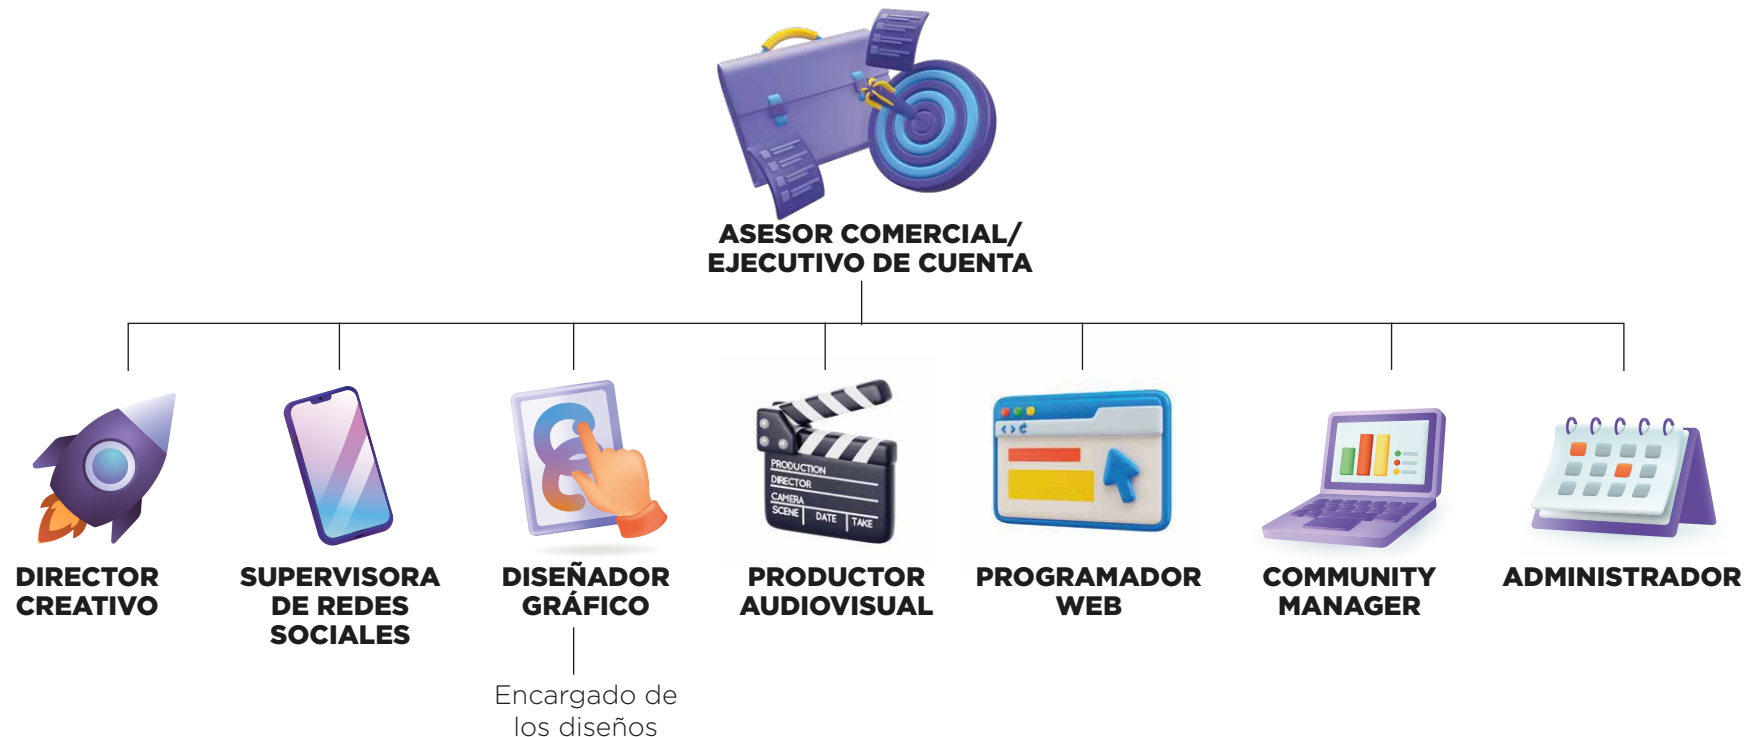 ASESOR COMERCIAL/
EJECUTIVO DE CUENTA
PRODUCTION
DIRECTOR
CAMERA
SCENE DATE TAKE
DIRECTOR
CREATIVO
SUPERVISORA
DE REDES
SOCIALES
DISEÑADOR
GRÁFICO
PRODUCTOR
AUDIOVISUAL
PROGRAMADOR
WEB
COMMUNITY
MANAGER
ADMINISTRADOR
Encargado de
los diseños